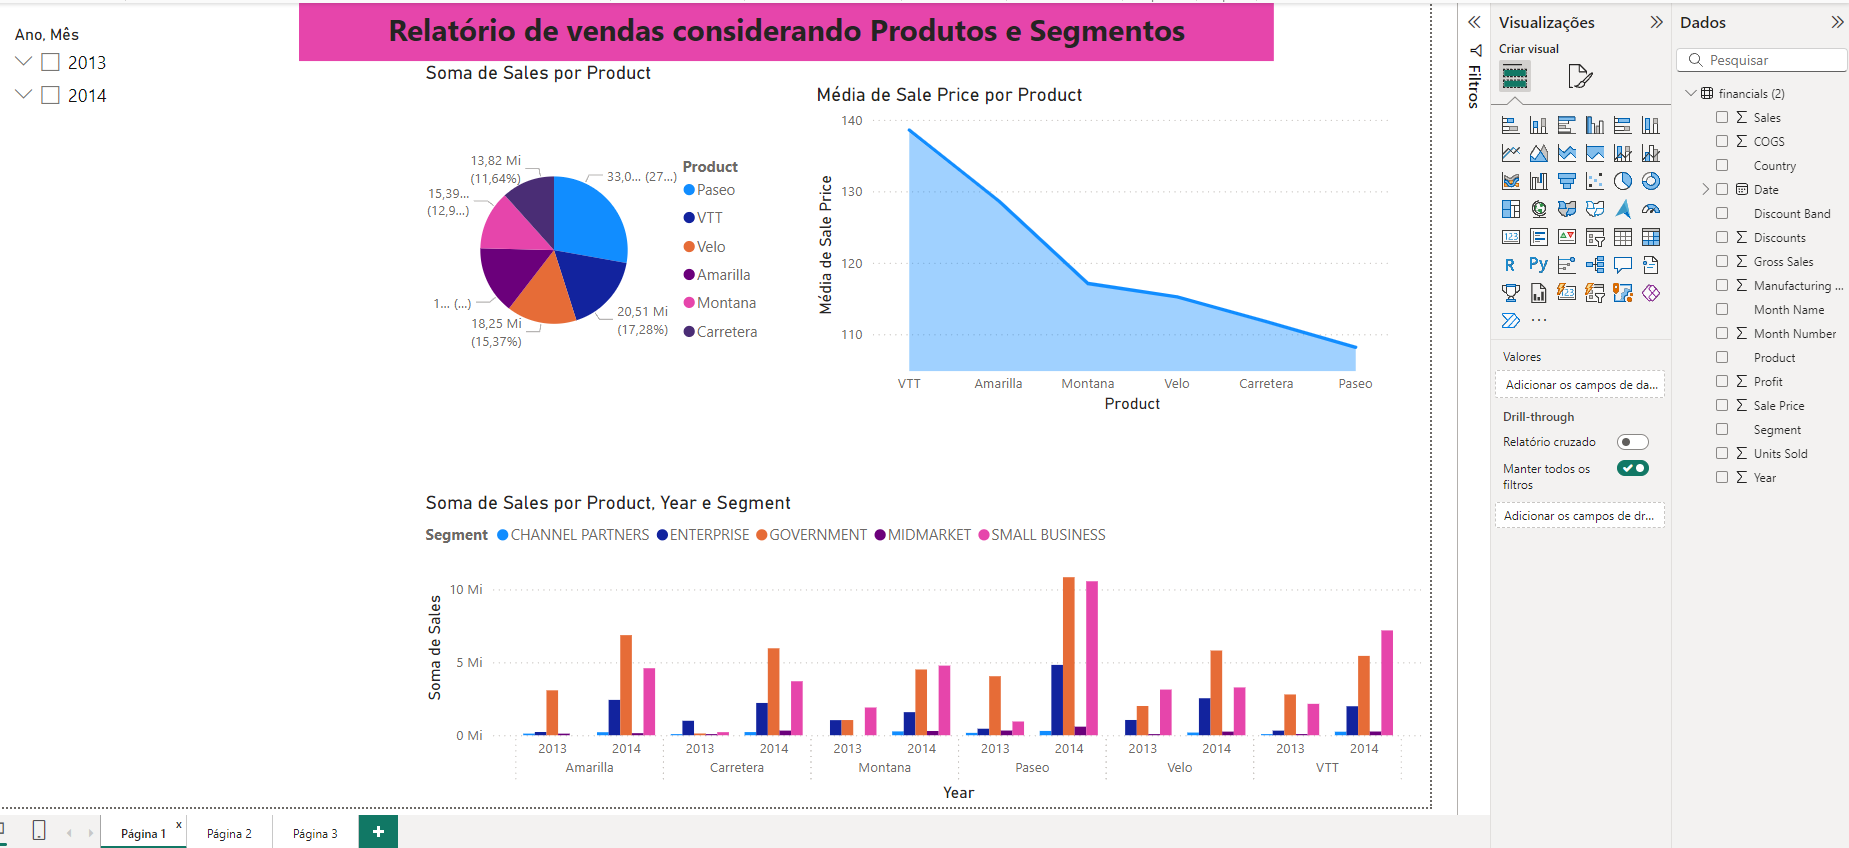 Relatório de vendas considerando Produtos e Segmentos
Ano, Mês
2013
2014
Soma de Sales por Product
13,82 Mi
(11,64%)
15,39...
(12,9...)
1... (...)
18,25 Mi
(15,37%)
20,51 Mi
(17,28%)
33,0... (27...)
Product
Paseo
VTT
Velo
Amarilla
Montana
Carretera
Média de Sale Price por Product
Média de Sale Price
140
130
120
110
VTT Amarilla Montana Velo Carretera Paseo
Product
Soma de Sales por Product, Year e Segment
Segment CHANNEL PARTNERS ENTERPRISE GOVERNMENT MIDMARKET SMALL BUSINESS
Soma de Sales
10 Mi
5 Mi
0 Mi
2013 2014 2013 2014 2013 2014 2013 2014 2013 2014 2013 2014
Amarilla Carretera Montana Paseo Velo VTT
Year
Página 1 x
Página 2
Página 3
+
Filtros
Visualizações
Criar visual
123
R Py
123
...
Valores
Adicionar os campos de da...
Drill-through
Relatório cruzado
Manter todos os
filtros
Adicionar os campos de dr...
Dados
Pesquisar
financials (2)
∑ Sales
∑ COGS
Country
Date
Discount Band
∑ Discounts
∑ Gross Sales
∑ Manufacturing ...
Month Name
∑ Month Number
Product
∑ Profit
∑ Sale Price
Segment
∑ Units Sold
∑ Year